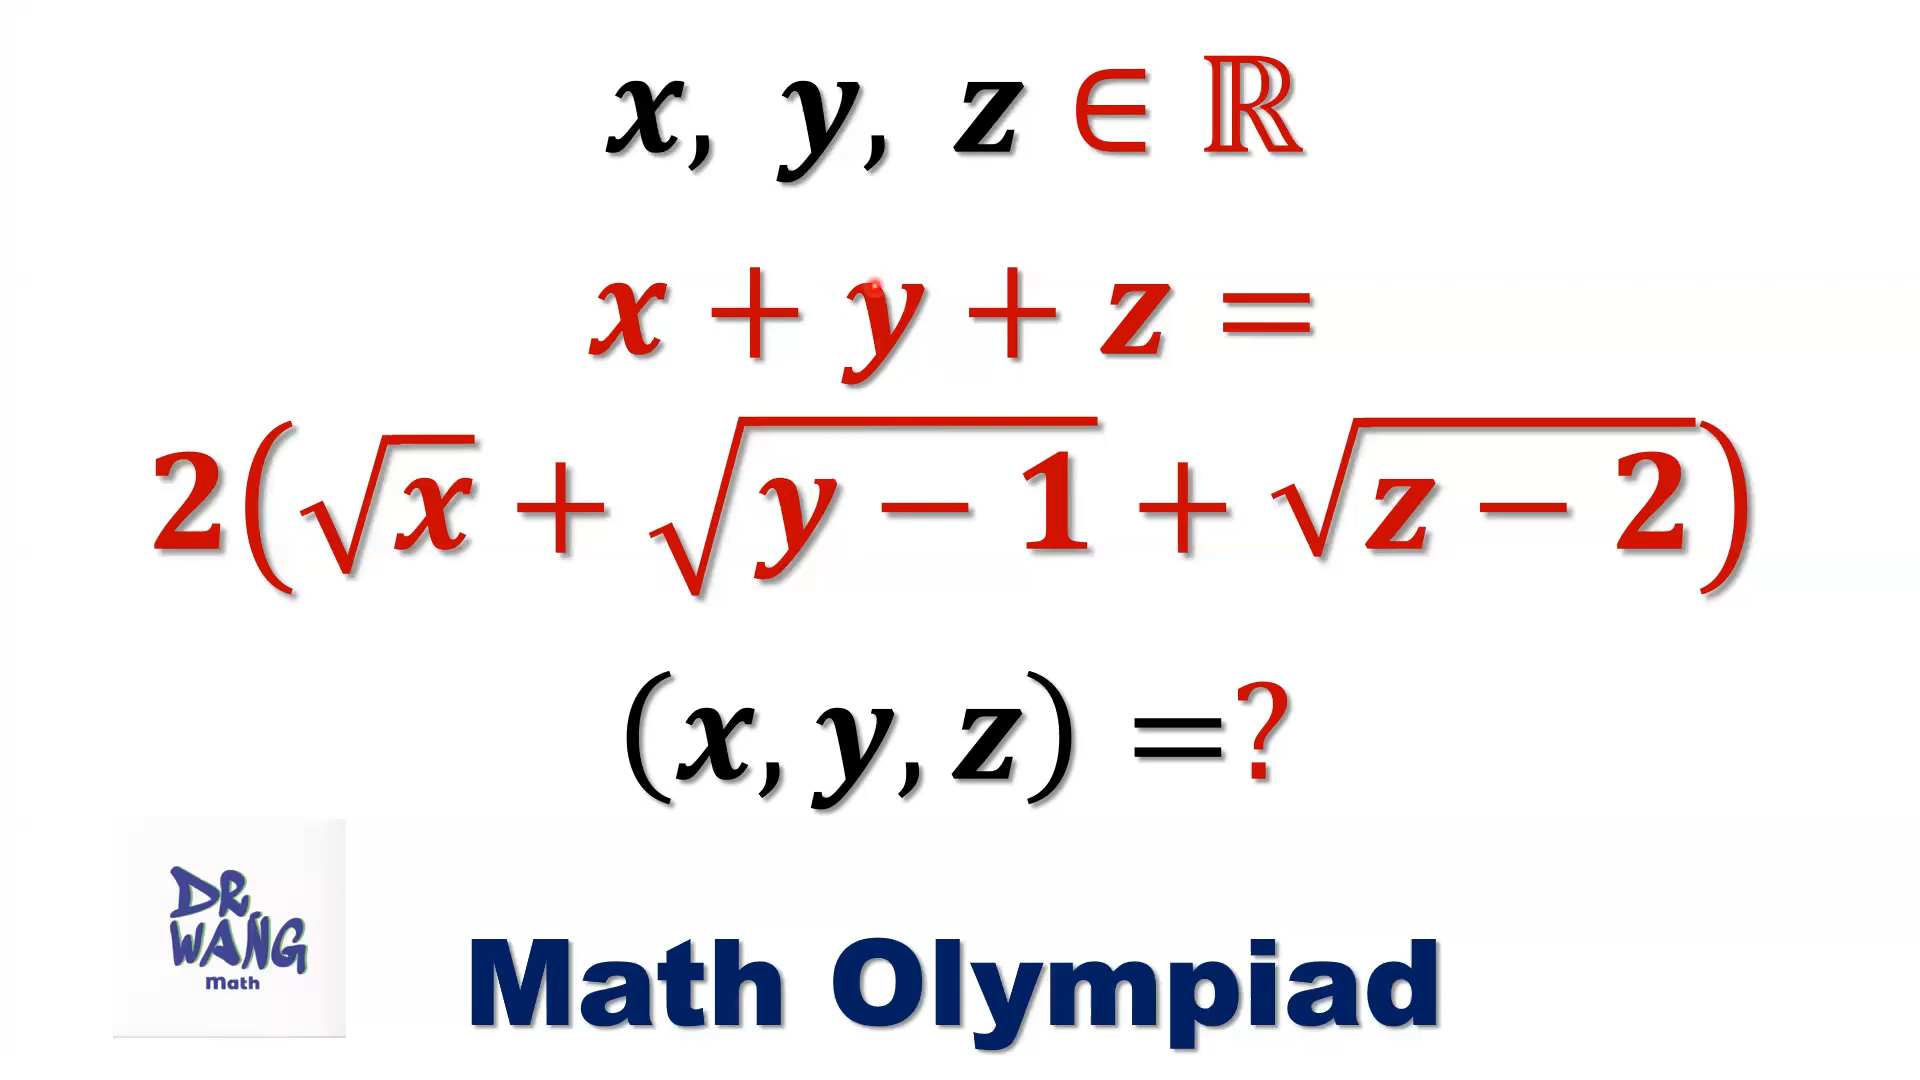 x, y, z ∈ ℝ
x + y + z =
2(√x + √(y − 1) + √(z − 2))
(x, y, z) =?
DR.
WANG
Math
Math Olympiad